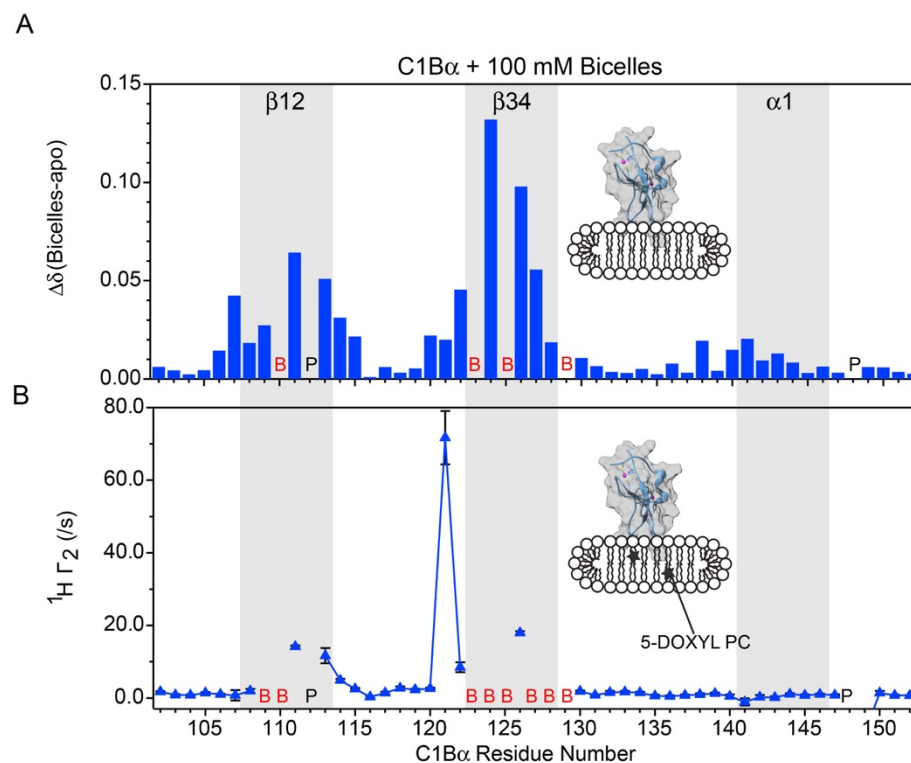 A
C1Bα + 100 mM Bicelles
β12 β34 α1
0.15
0.10
0.05
0.00
Δδ(Bicelles-apo)
B P B B B P
B
80.0
60.0
40.0
20.0
0.0
¹H Γ₂ (/s)
5-DOXYL PC
B B P B B B B B B P
105 110 115 120 125 130 135 140 145 150
C1Bα Residue Number